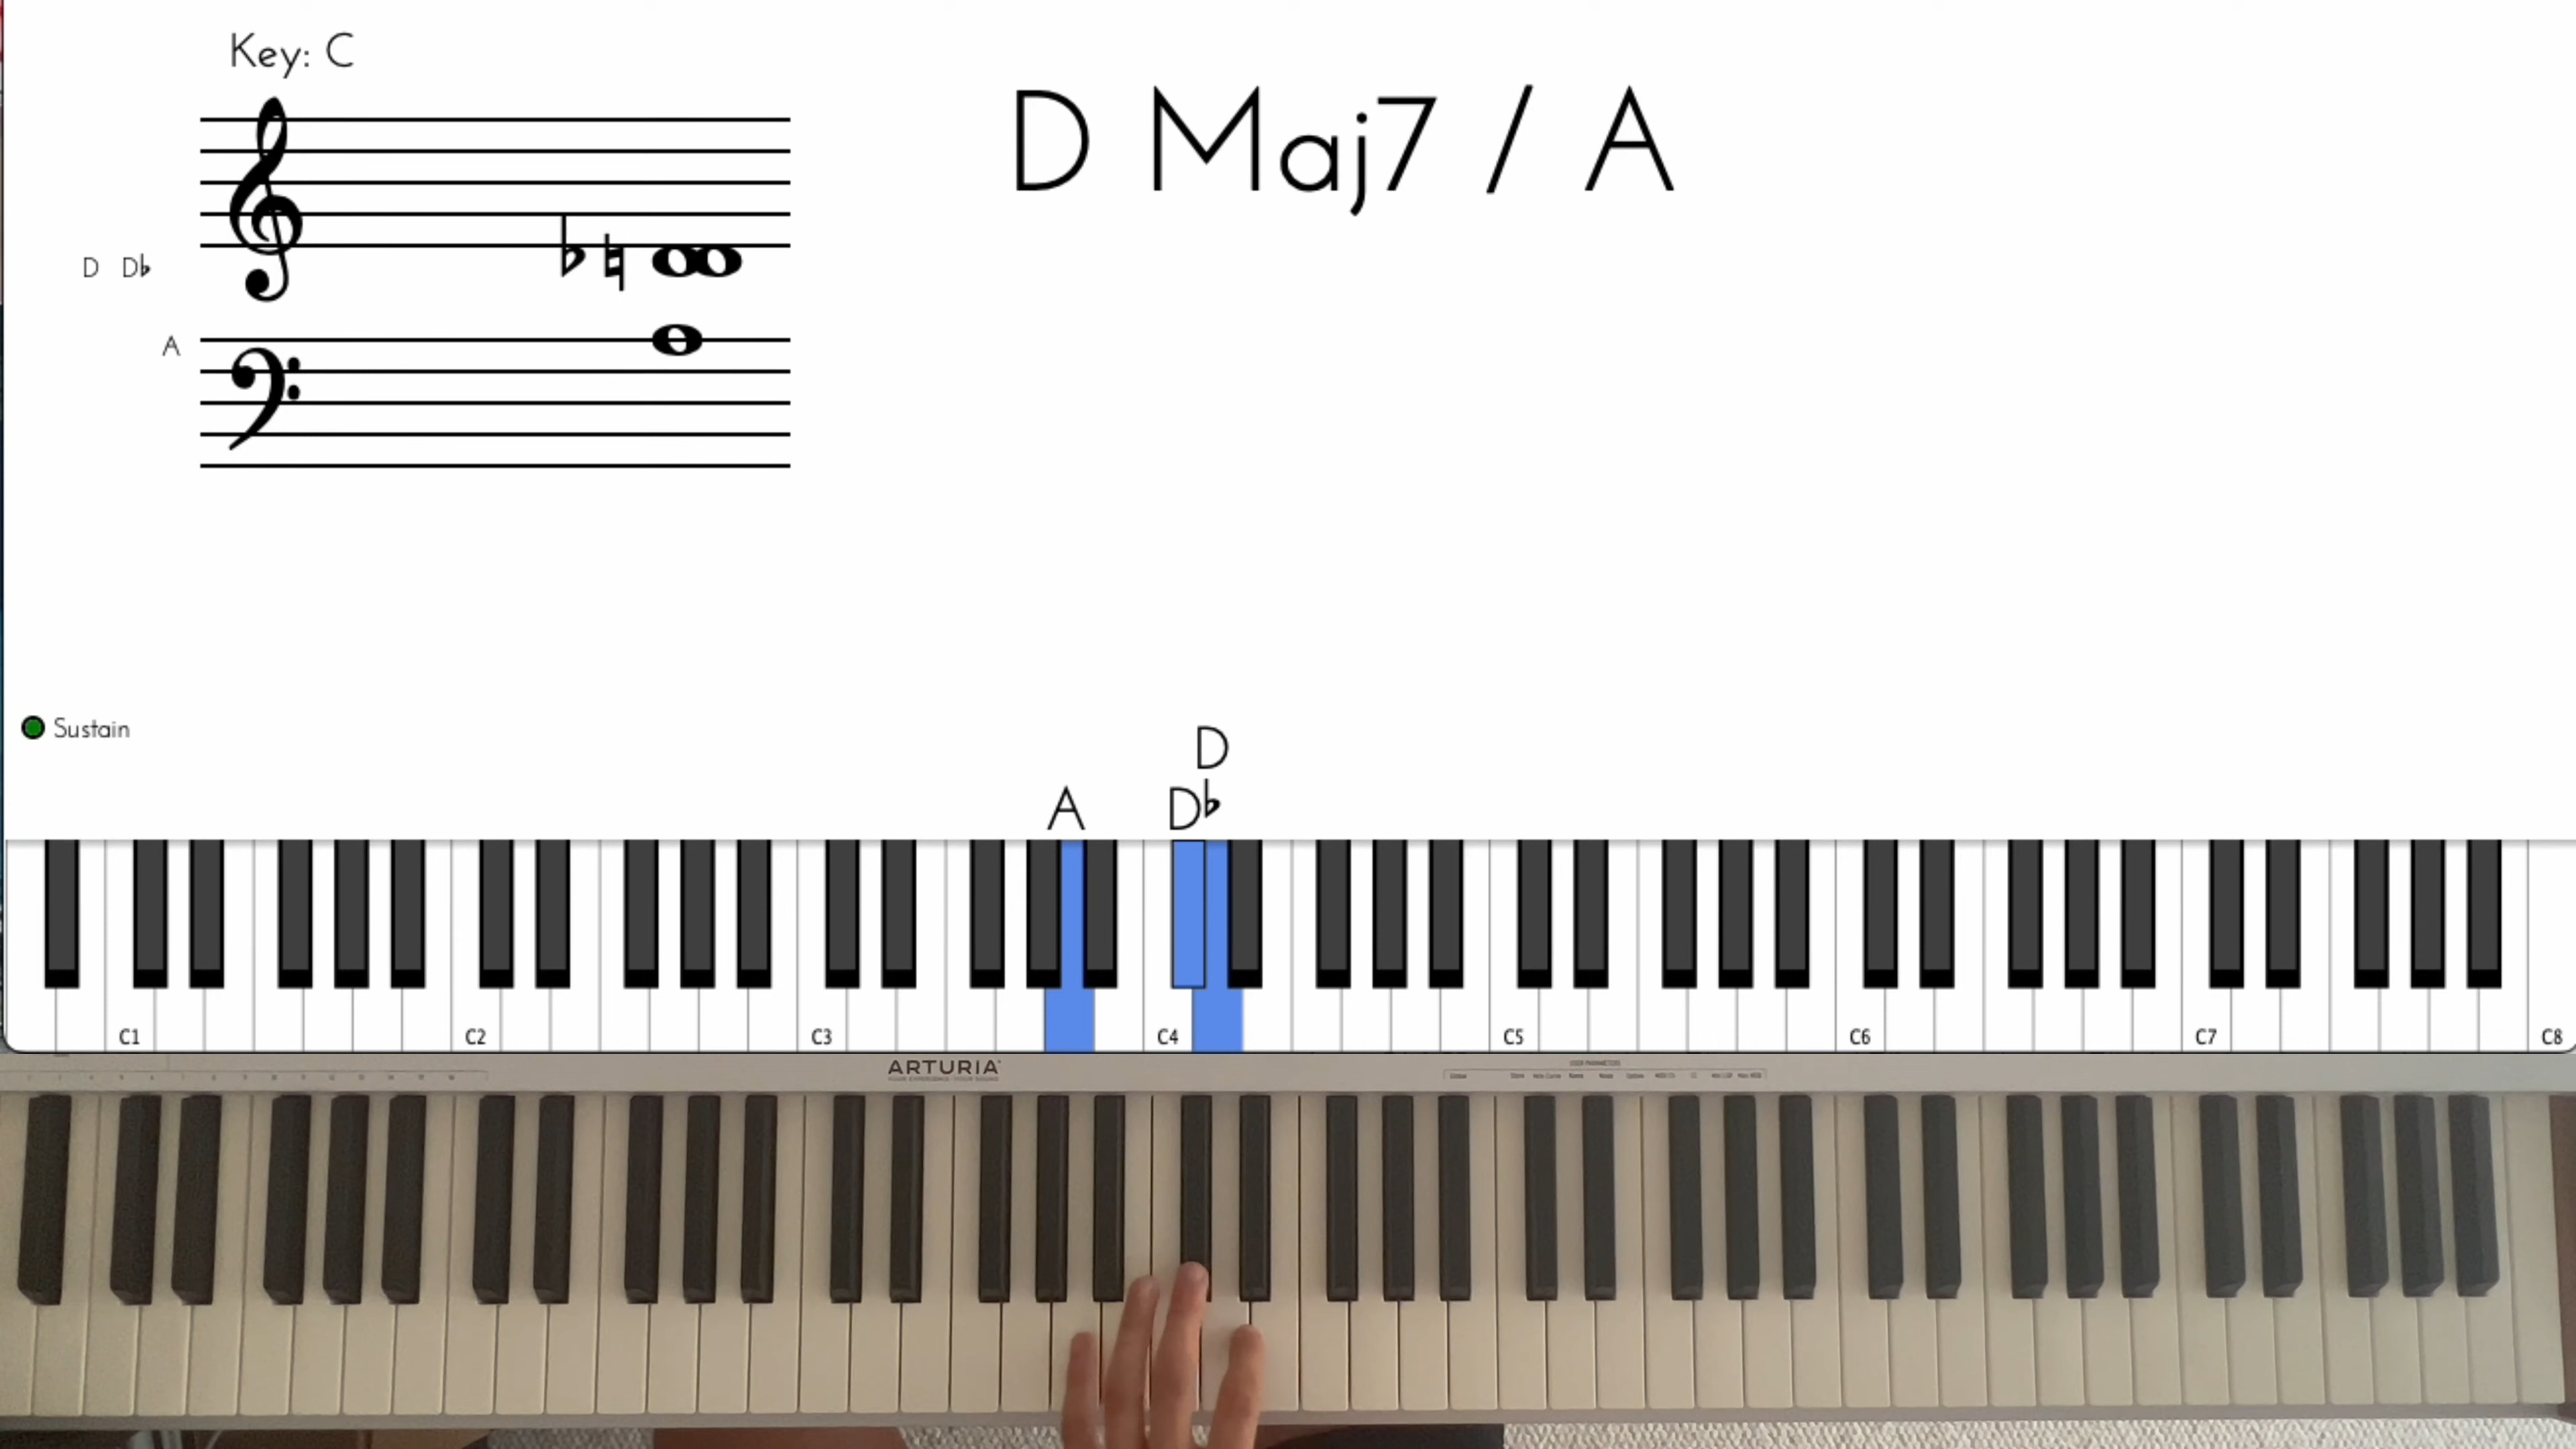 Key: C
D Maj7 / A
D D♭
A
Sustain
D
A D♭
C1 C2 C3 C4 C5 C6 C7 C8
ARTURIA